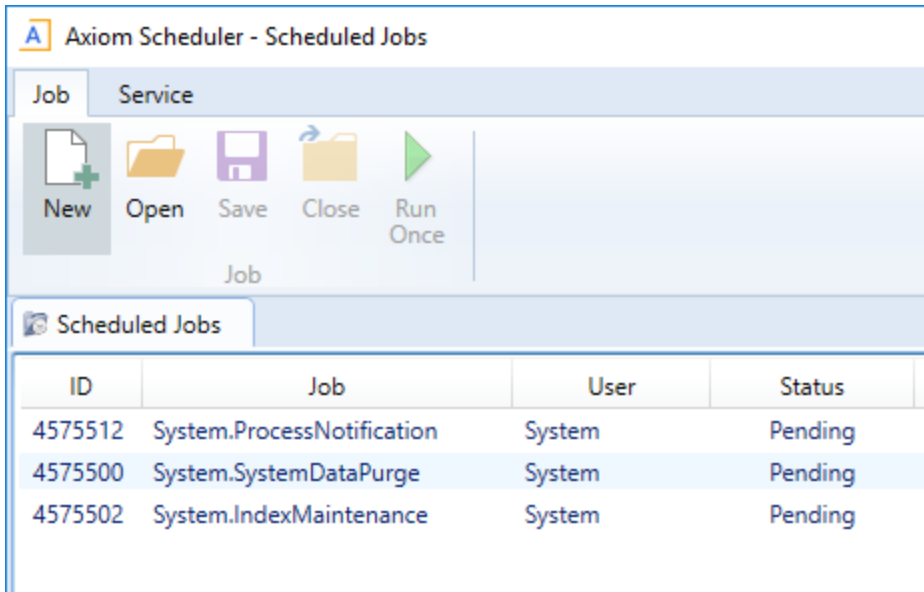 A Axiom Scheduler - Scheduled Jobs
Job Service
New Open Save Close Run Once
Job
Scheduled Jobs
ID Job User Status
4575512 System.ProcessNotification System Pending
4575500 System.SystemDataPurge System Pending
4575502 System.IndexMaintenance System Pending